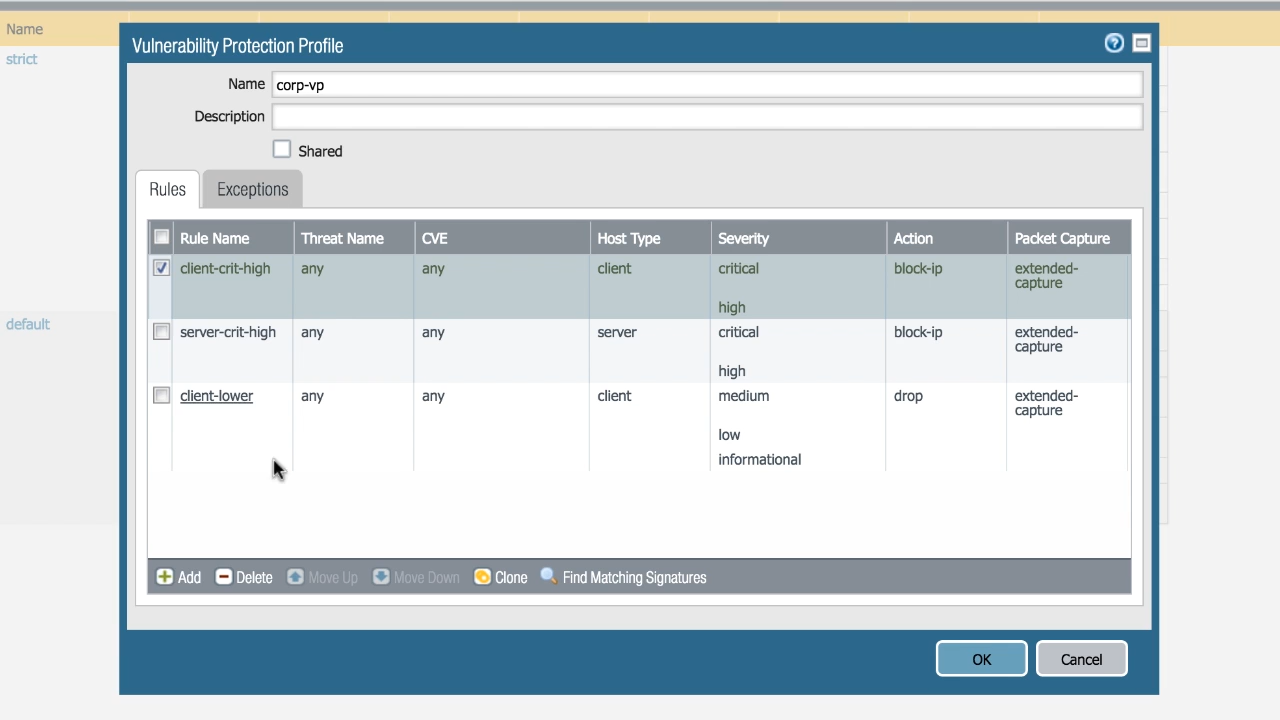 Name
strict
default
Vulnerability Protection Profile
Name corp-vp
Description
Shared
Rules Exceptions
Rule Name Threat Name CVE Host Type Severity Action Packet Capture
client-crit-high any any client critical block-ip extended-
capture
high
server-crit-high any any server critical block-ip extended-
capture
high
client-lower any any client medium drop extended-
capture
low
informational
Add Delete Move Up Move Down Clone Find Matching Signatures
OK Cancel